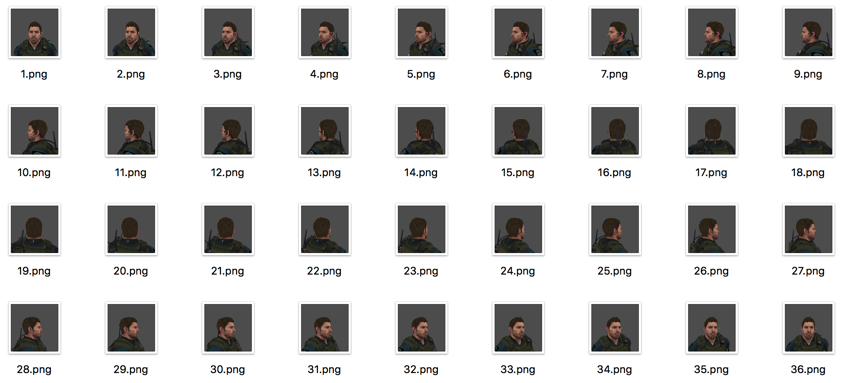 1.png 2.png 3.png 4.png 5.png 6.png 7.png 8.png 9.png
10.png 11.png 12.png 13.png 14.png 15.png 16.png 17.png 18.png
19.png 20.png 21.png 22.png 23.png 24.png 25.png 26.png 27.png
28.png 29.png 30.png 31.png 32.png 33.png 34.png 35.png 36.png